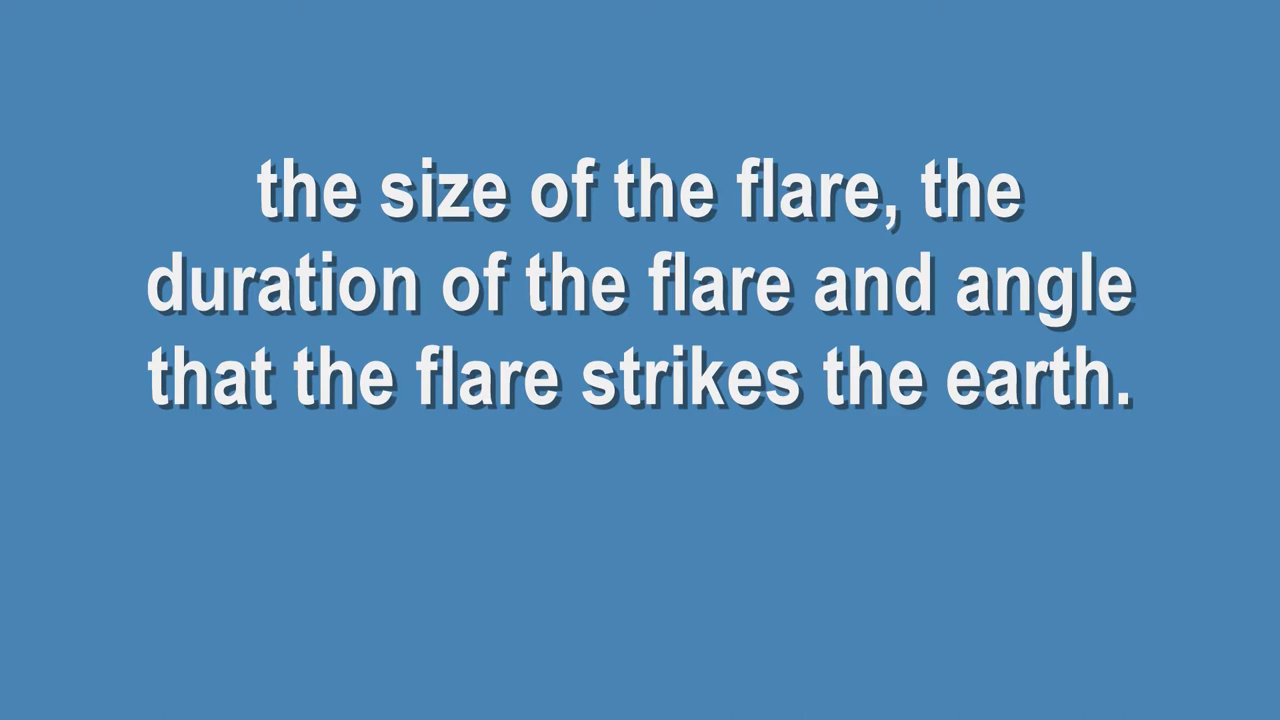 the size of the flare, the
duration of the flare and angle
that the flare strikes the earth.